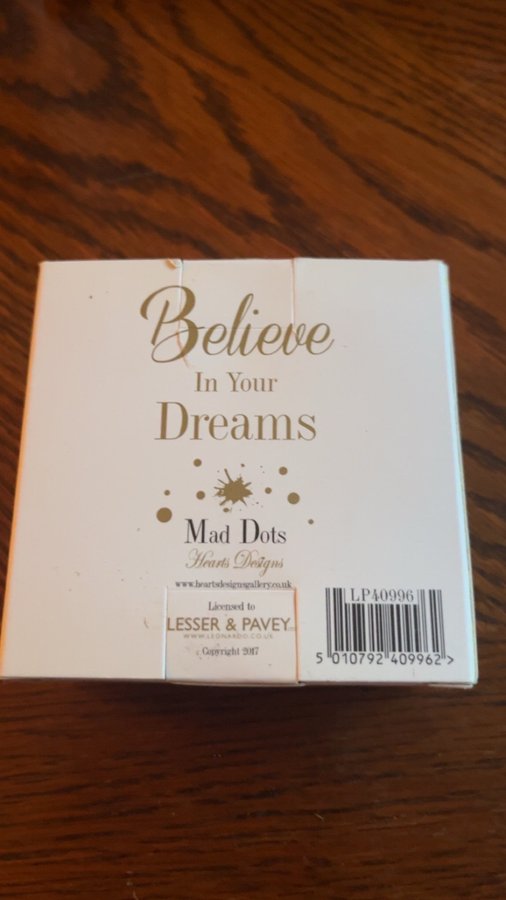 Believe
In Your
Dreams
Mad Dots
Hearts Designs
www.heartsdesignsgallery.co.uk
Licensed to
LESSER & PAVEY
WWW.LEONARDO.CO.UK
Copyright 2017
LP40996
5 010792 409962 >